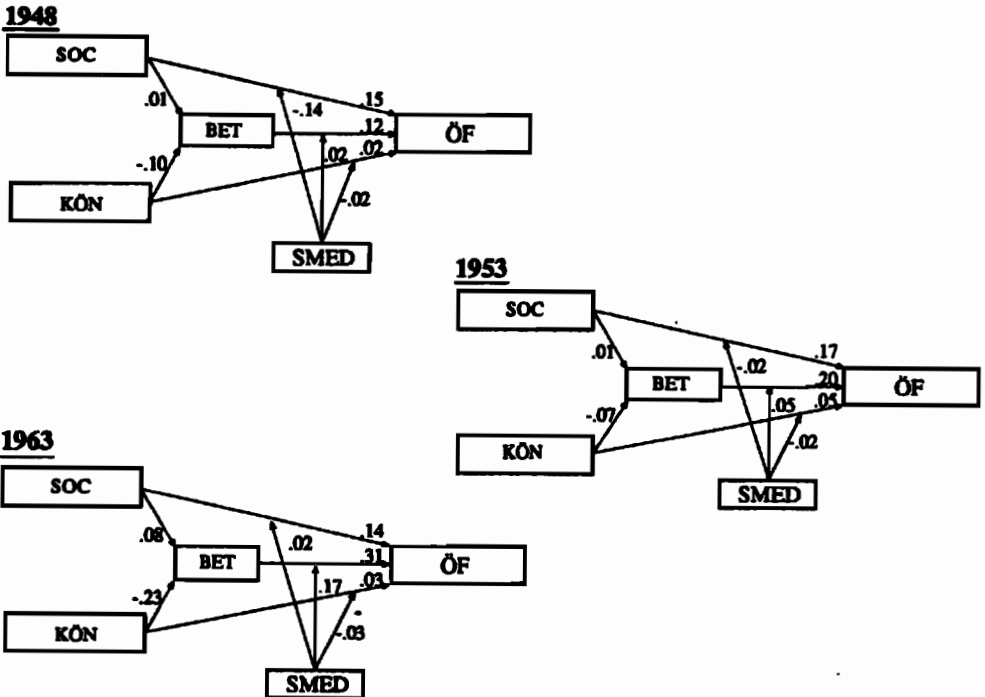 1948
SOC
.01
-.14
.15
BET
.12
ÖF
-.10
.02
.02
KÖN
-.02
SMED
1953
SOC
.01
-.02
.17
BET
.20
ÖF
-.07
.05
.05
KÖN
-.02
SMED
1963
SOC
.08
.02
.14
BET
.31
ÖF
-.23
.17
.03
KÖN
-.03
SMED